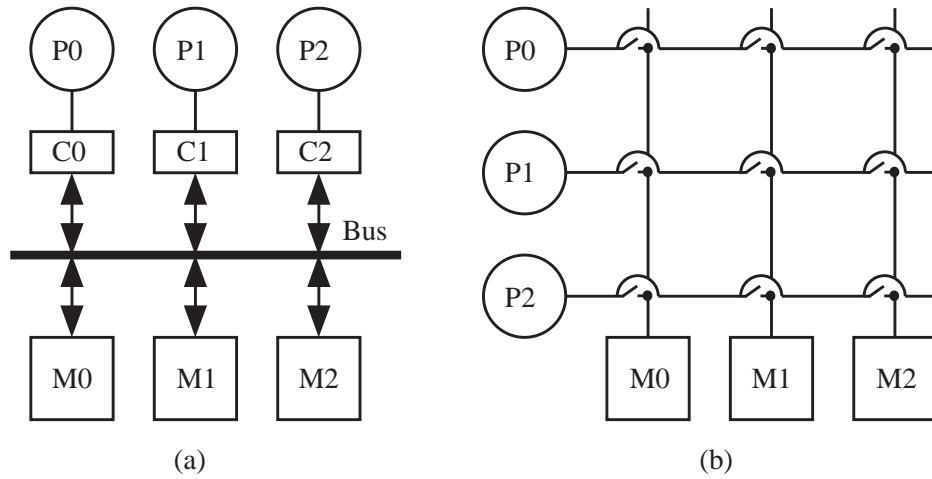 P0 P1 P2
C0 C1 C2
Bus
M0 M1 M2
(a)
P0
P1
P2
M0 M1 M2
(b)